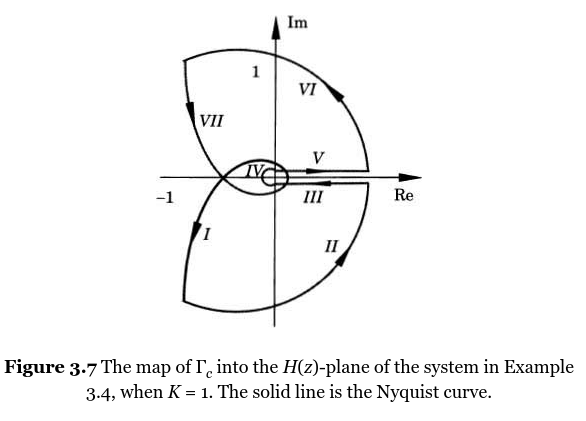 Im
1
VI
VII
IV
V
-1
III
Re
I
II
Figure 3.7 The map of Γc into the H(z)-plane of the system in Example
3.4, when K = 1. The solid line is the Nyquist curve.